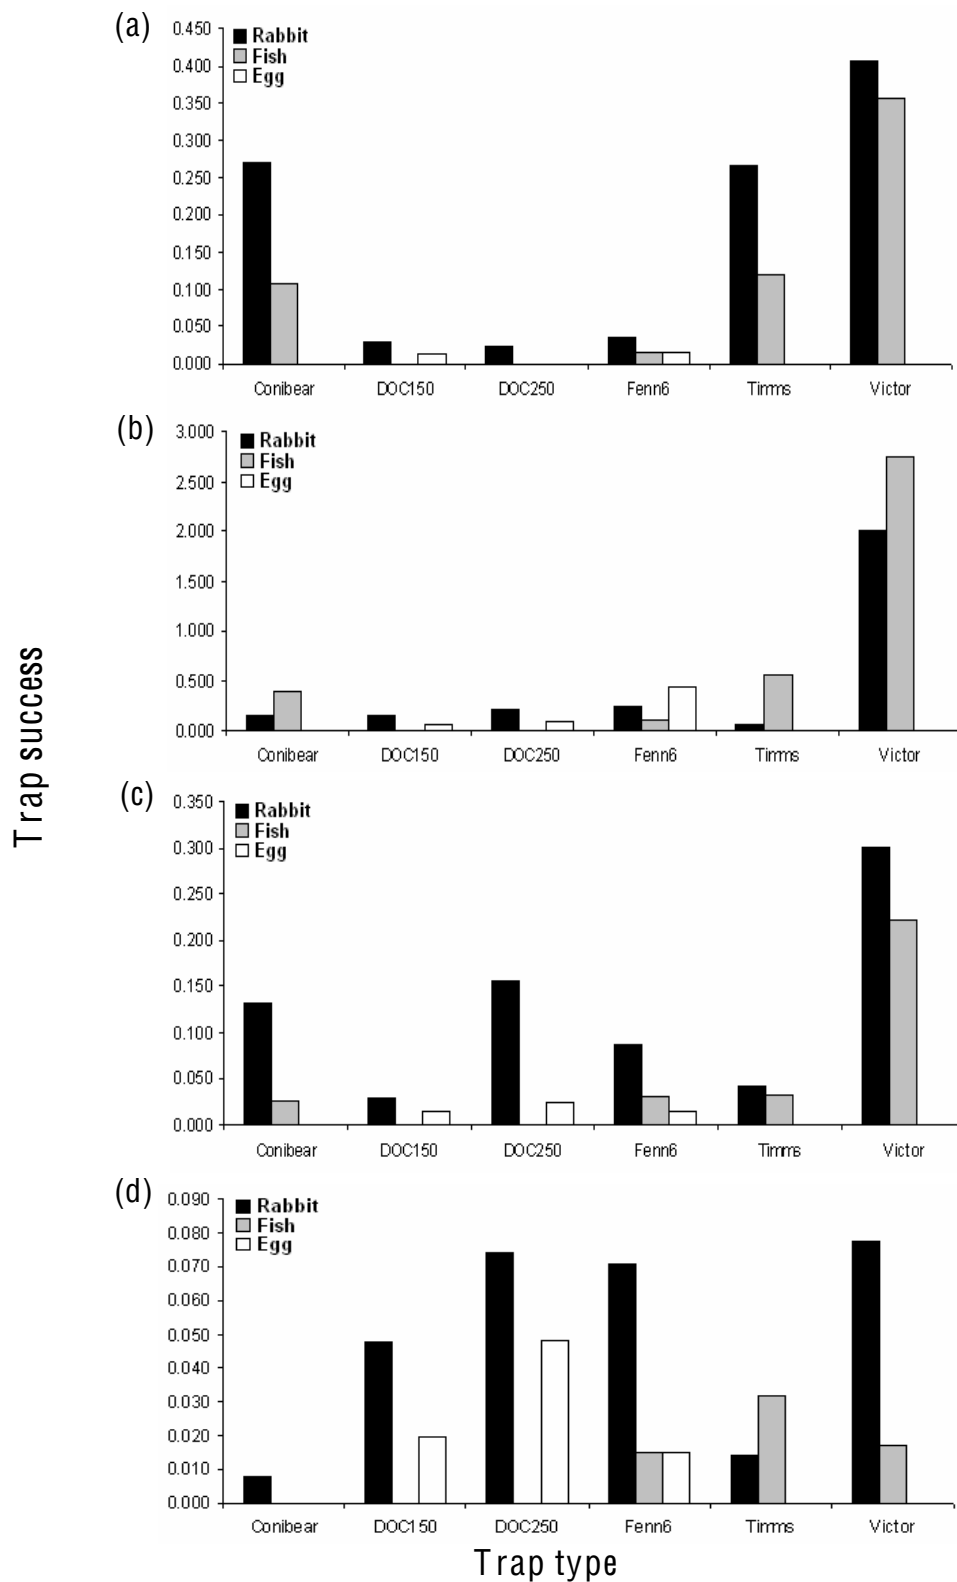 (a)
0.450
0.400
0.350
0.300
0.250
0.200
0.150
0.100
0.050
0.000
Rabbit
Fish
Egg
Conibear DOC150 DOC250 Fenn6 Timms Victor
(b)
3.000
2.500
2.000
1.500
1.000
0.500
0.000
Rabbit
Fish
Egg
Conibear DOC150 DOC250 Fenn6 Timms Victor
Trap success
(c)
0.350
0.300
0.250
0.200
0.150
0.100
0.050
0.000
Rabbit
Fish
Egg
Conibear DOC150 DOC250 Fenn6 Timms Victor
(d)
0.090
0.080
0.070
0.060
0.050
0.040
0.030
0.020
0.010
0.000
Rabbit
Fish
Egg
Conibear DOC150 DOC250 Fenn6 Timms Victor
Trap type